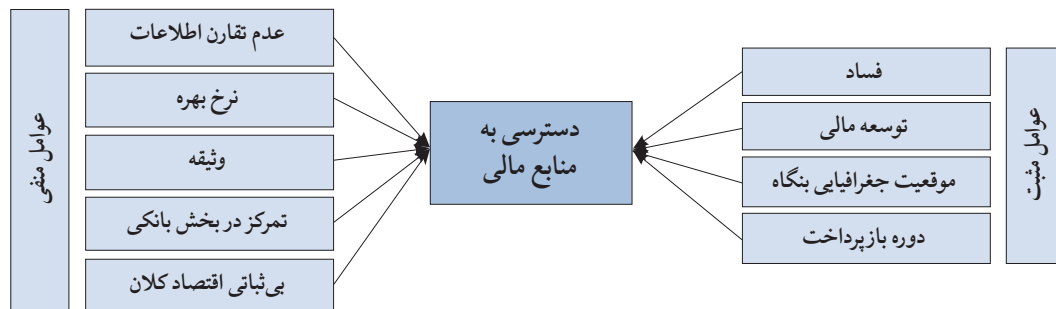 عوامل مثبت
فساد
توسعه مالی
موقعیت جغرافیایی بنگاه
دوره بازپرداخت
دسترسی به
منابع مالی
عدم تقارن اطلاعات
نرخ بهره
وثیقه
تمرکز در بخش بانکی
بی‌ثباتی اقتصاد کلان
عوامل منفی